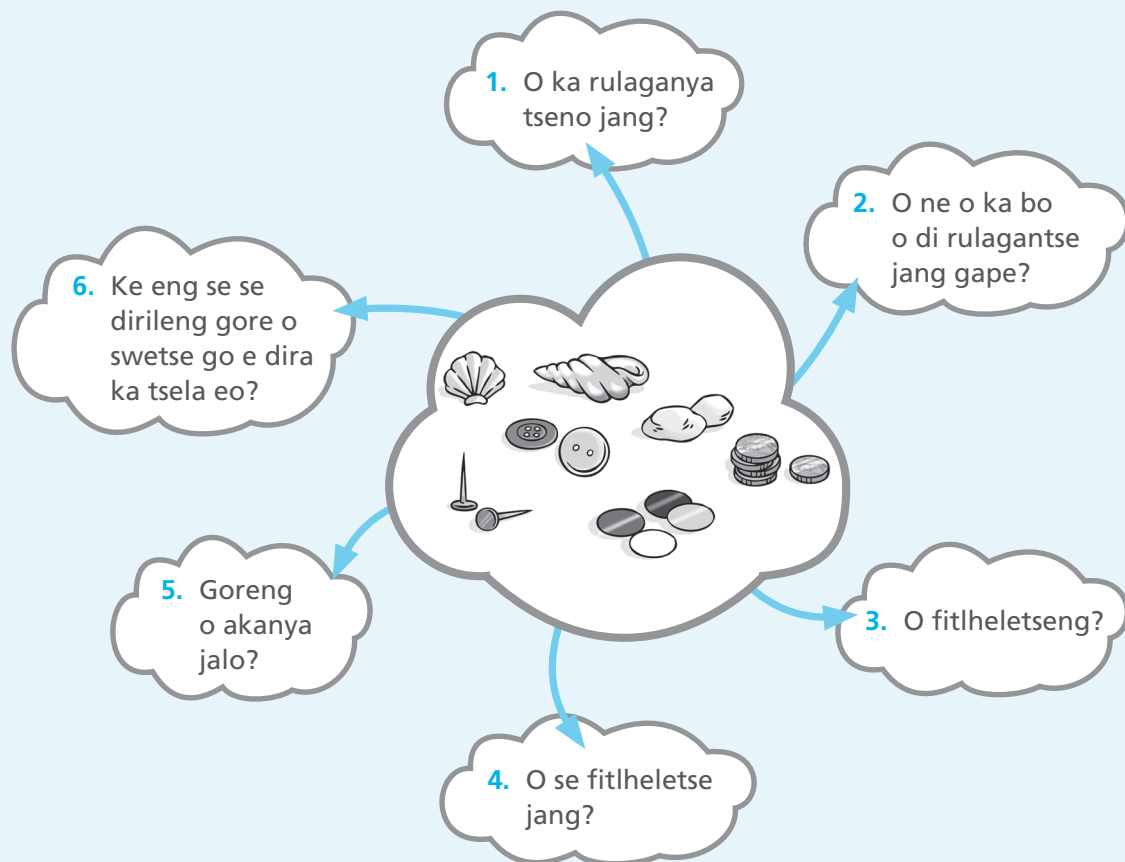 1. O ka rulaganya
tseno jang?
2. O ne o ka bo
o di rulagantse
jang gape?
3. O fitlheletseng?
4. O se fitlheletse
jang?
5. Goreng
o akanya
jalo?
6. Ke eng se se
dirileng gore o
swetse go e dira
ka tsela eo?